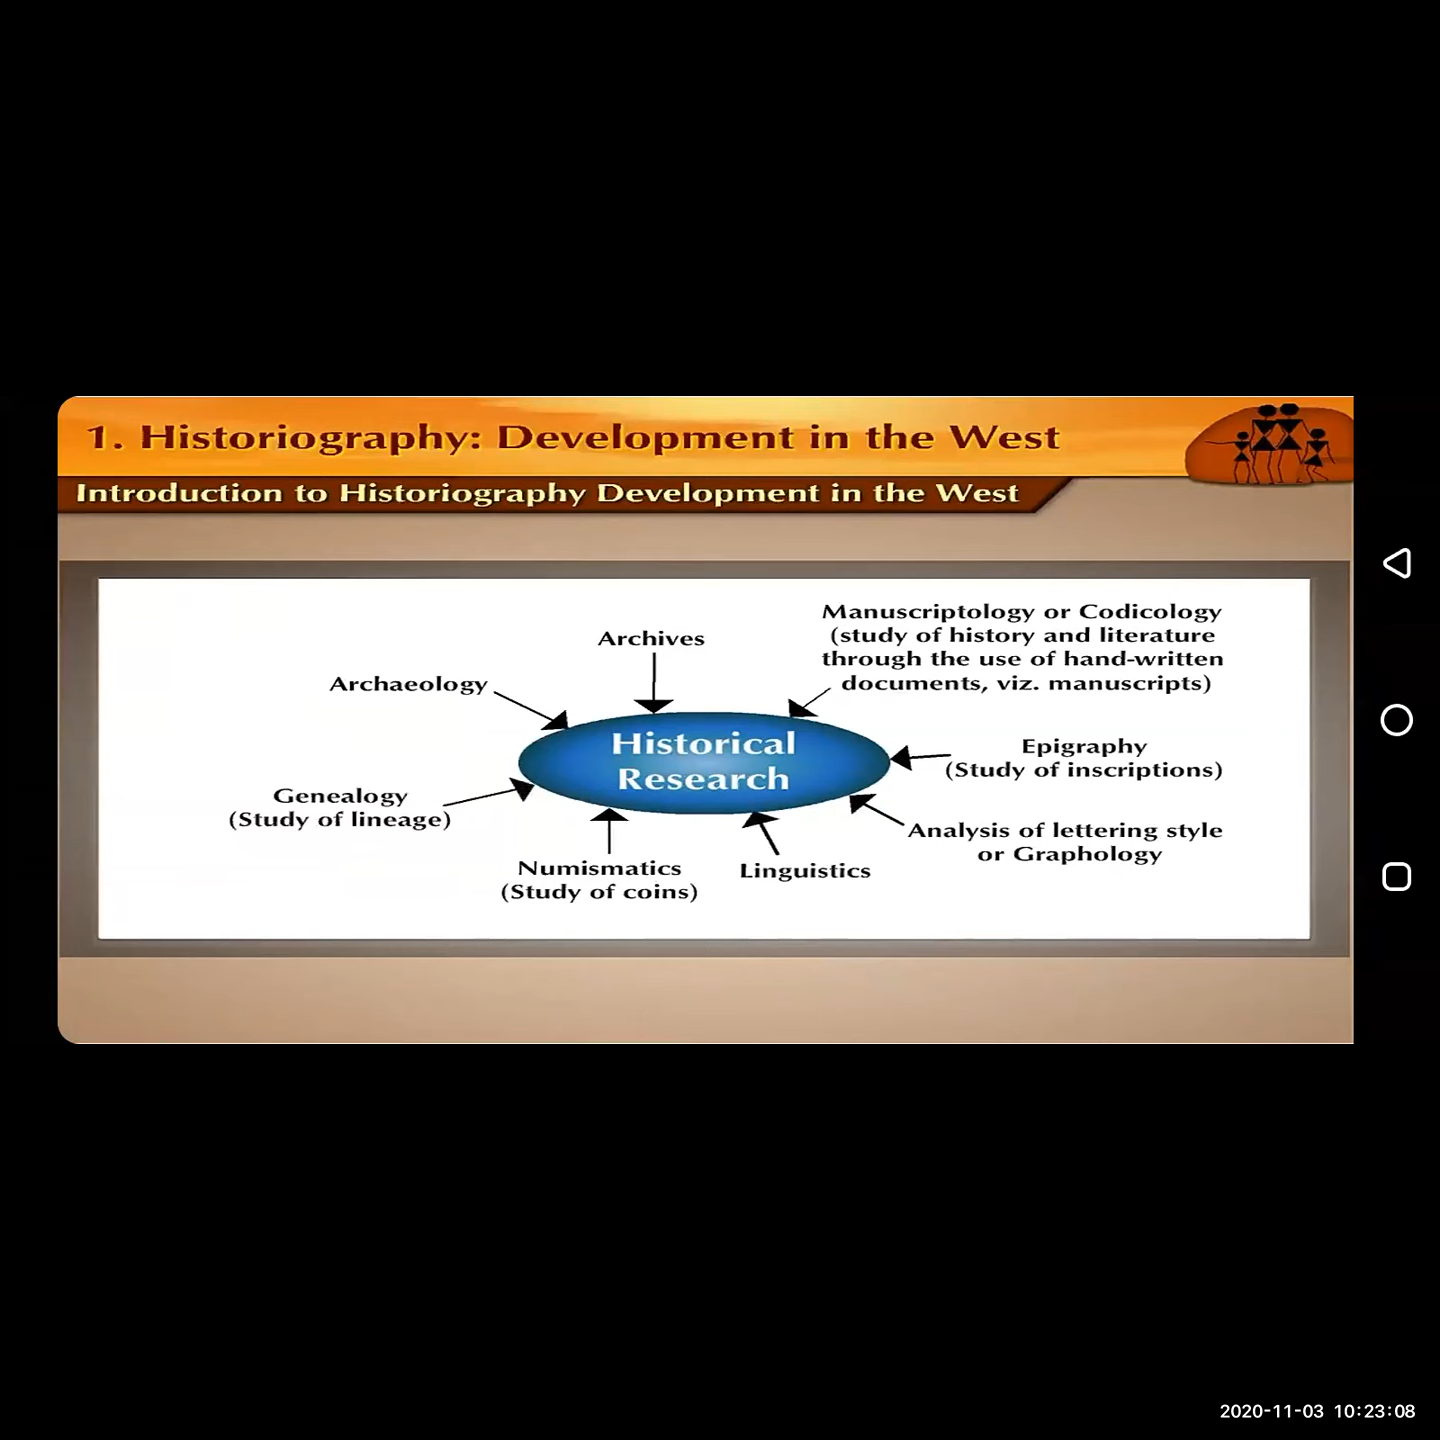 1. Historiography: Development in the West
Introduction to Historiography Development in the West
Archives
Manuscriptology or Codicology
(study of history and literature
through the use of hand-written
documents, viz. manuscripts)
Archaeology
Historical
Research
Epigraphy
(Study of inscriptions)
Genealogy
(Study of lineage)
Analysis of lettering style
or Graphology
Numismatics
(Study of coins)
Linguistics
2020-11-03 10:23:08